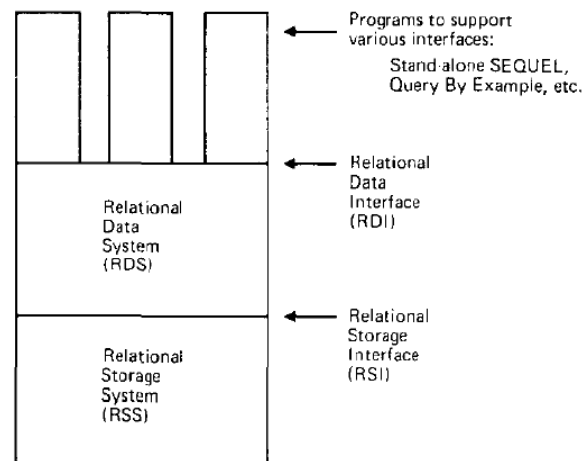 Programs to support
various interfaces:
Stand-alone SEQUEL,
Query By Example, etc.
Relational
Data
Interface
(RDI)
Relational
Data
System
(RDS)
Relational
Storage
Interface
(RSI)
Relational
Storage
System
(RSS)